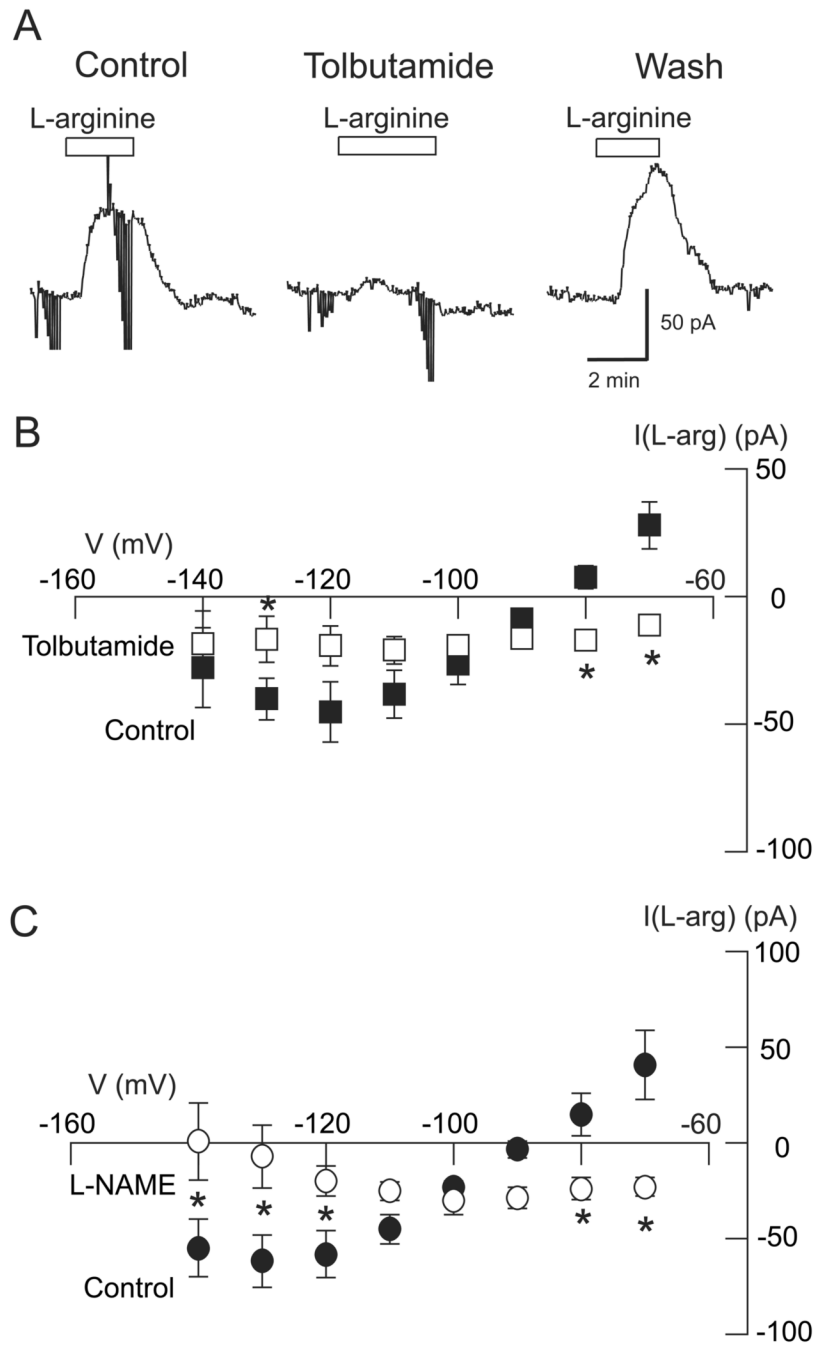 A
Control Tolbutamide Wash
L-arginine L-arginine L-arginine
50 pA
2 min
B
I(L-arg) (pA)
50
V (mV)
-160 -140 -120 -100 -60
0
*
Tolbutamide
* *
Control
-50
-100
C
I(L-arg) (pA)
100
50
V (mV)
-160 -120 -100 -60
0
L-NAME
* * * * *
-50
Control
-100